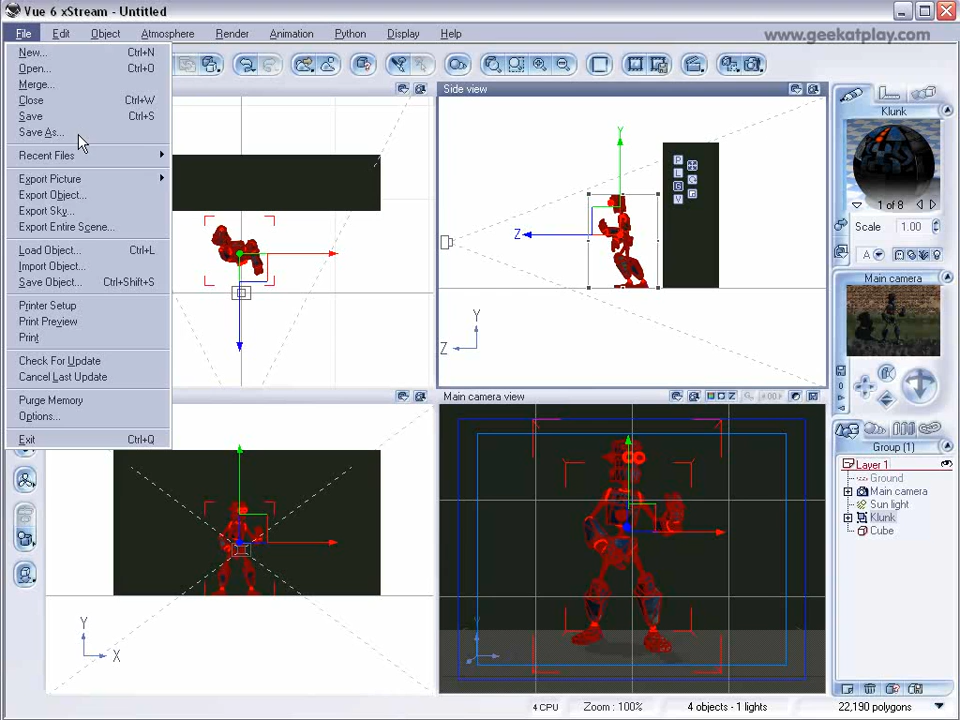 Vue 6 xStream - Untitled
File Edit Object Atmosphere Render Animation Python Display Help
www.geekatplay.com
New... Ctrl+N
Open... Ctrl+O
Merge...
Close Ctrl+W
Save Ctrl+S
Save As...
Recent Files
Export Picture
Export Object...
Export Sky...
Export Entire Scene...
Load Object... Ctrl+L
Import Object...
Save Object... Ctrl+Shift+S
Printer Setup
Print Preview
Print
Check For Update
Cancel Last Update
Purge Memory
Options...
Exit Ctrl+Q
Side view
Y
Z
P
L
G
V
Y
Z
Main camera view
Y
X
Klunk
1 of 8
Scale 1.00
A
Main camera
0
Group (1)
Layer 1
Ground
Main camera
Sun light
Klunk
Cube
4 CPU Zoom : 100% 4 objects - 1 lights 22,190 polygons